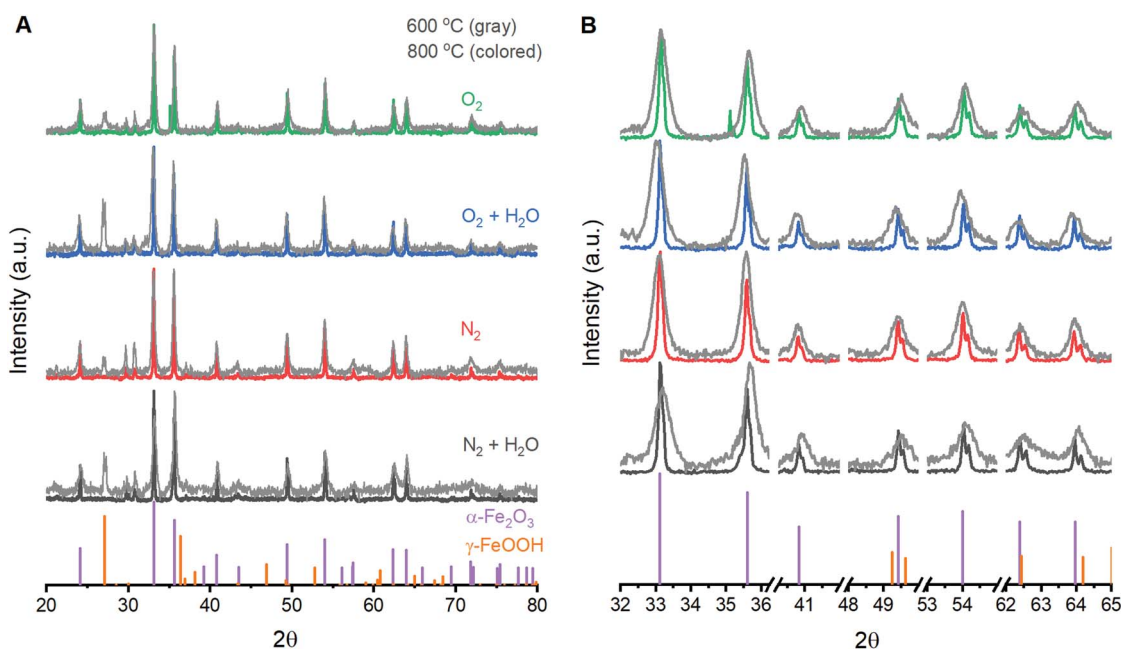 A
600 °C (gray)
800 °C (colored)
O₂
O₂ + H₂O
N₂
N₂ + H₂O
α-Fe₂O₃
γ-FeOOH
Intensity (a.u.)
20 30 40 50 60 70 80
2θ
B
Intensity (a.u.)
32 33 34 35 36 41 48 49 53 54 62 63 64 65
2θ